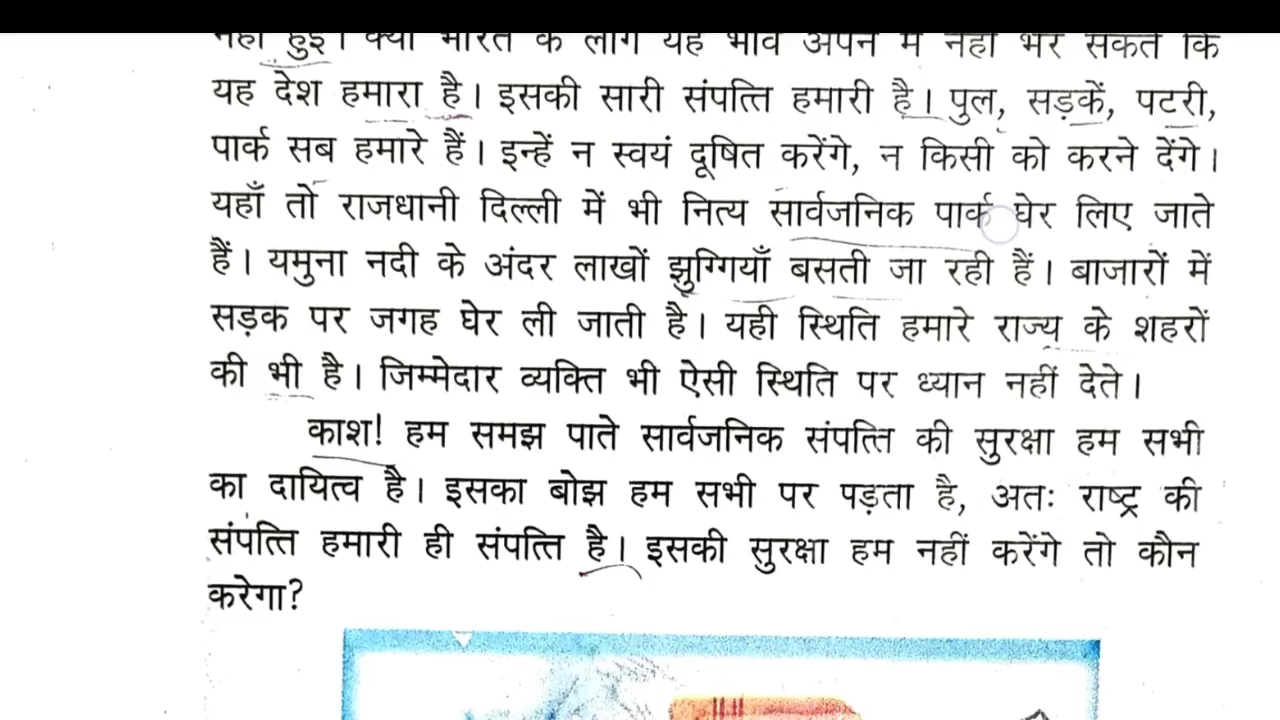 नहीं हुई। क्या भारत के लोग यह भाव अपने में नहीं भर सकते कि
यह देश हमारा है। इसकी सारी संपत्ति हमारी है। पुल, सड़कें, पटरी,
पार्क सब हमारे हैं। इन्हें न स्वयं दूषित करेंगे, न किसी को करने देंगे।
यहाँ तो राजधानी दिल्ली में भी नित्य सार्वजनिक पार्क घेर लिए जाते
हैं। यमुना नदी के अंदर लाखों झुग्गियाँ बसती जा रही हैं। बाजारों में
सड़क पर जगह घेर ली जाती है। यही स्थिति हमारे राज्य के शहरों
की भी है। जिम्मेदार व्यक्ति भी ऐसी स्थिति पर ध्यान नहीं देते।
काश! हम समझ पाते सार्वजनिक संपत्ति की सुरक्षा हम सभी
का दायित्व है। इसका बोझ हम सभी पर पड़ता है, अतः राष्ट्र की
संपत्ति हमारी ही संपत्ति है। इसकी सुरक्षा हम नहीं करेंगे तो कौन
करेगा?